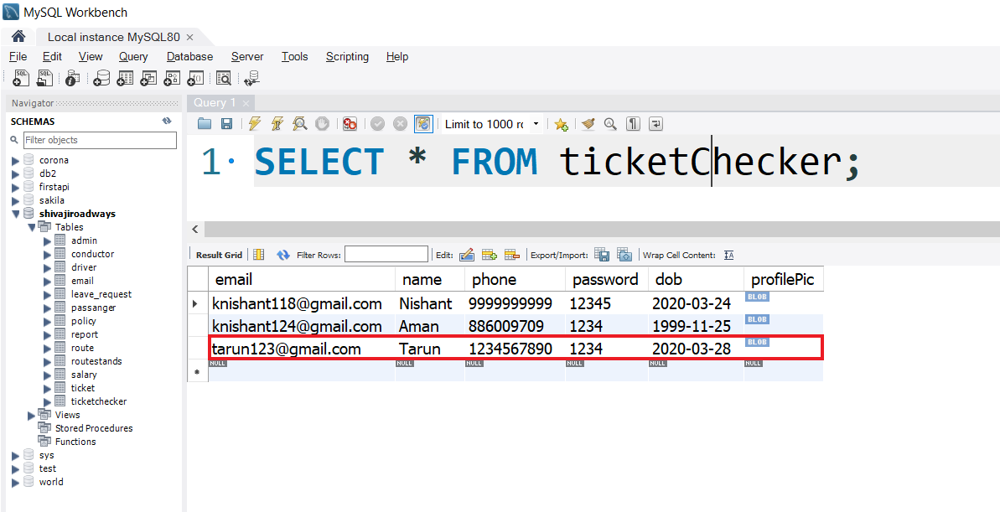 MySQL Workbench
Local instance MySQL80 ×
File Edit View Query Database Server Tools Scripting Help
Navigator
SCHEMAS
Filter objects
corona
db2
firstapi
sakila
shivajiroadways
Tables
admin
conductor
driver
email
leave_request
passanger
policy
report
route
routestands
salary
ticket
ticketchecker
Views
Stored Procedures
Functions
sys
test
world
Query 1 ×
Limit to 1000 r
1 • SELECT * FROM ticketChecker;
Result Grid Filter Rows: Edit: Export/Import: Wrap Cell Content: IA
email name phone password dob profilePic
knishant118@gmail.com Nishant 9999999999 12345 2020-03-24 BLOB
knishant124@gmail.com Aman 886009709 1234 1999-11-25 BLOB
tarun123@gmail.com Tarun 1234567890 1234 2020-03-28 BLOB
NULL NULL NULL NULL NULL NULL